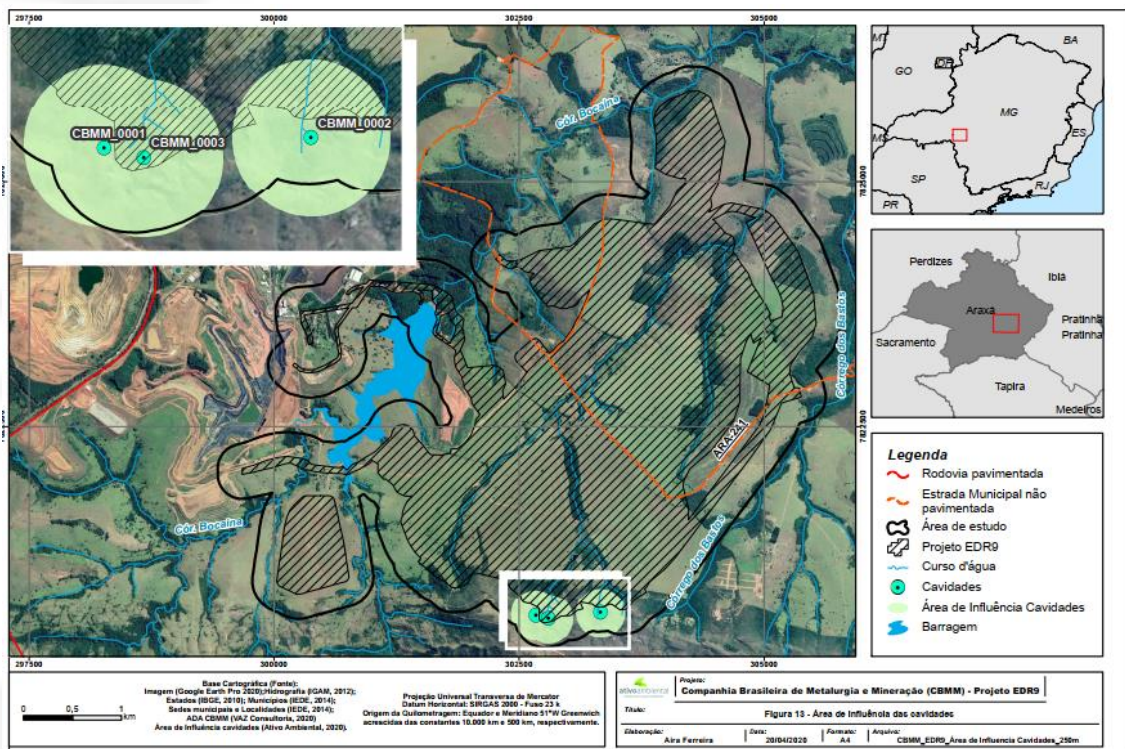 297500
300000
302500
305000
CBMM_0001
CBMM_0003
CBMM_0002
Cór. Bocaina
7825000
Córrego dos Bastos
ARA-241
Cór. Bocaina
Córrego dos Bastos
7822500
297500
300000
302500
305000
BA
GO
DF
MG
ES
SP
RJ
PR
Perdizes
Ibiá
Araxá
Pratinha
Pratinha
Sacramento
Tapira
Medeiros
Legenda
Rodovia pavimentada
Estrada Municipal não
pavimentada
Área de estudo
Projeto EDR9
Curso d'água
Cavidades
Área de Influência Cavidades
Barragem
0 0,5 1
km
Base Cartográfica (Fonte):
Imagem (Google Earth Pro 2020);Hidrografia (IGAM, 2012);
Estados (IBGE, 2010); Municípios (IEDE, 2014);
Sedes municipais e Localidades (IEDE, 2014);
ADA CBMM (VAZ Consultoria, 2020)
Área de Influência cavidades (Ativo Ambiental, 2020).
Projeção Universal Transversa de Mercator
Datum Horizontal: SIRGAS 2000 - Fuso 23 k
Origem da Quilometragem: Equador e Meridiano 51°W Greenwich
acrescidas das constantes 10.000 km e 500 km, respectivamente.
ativoambiental
Projeto:
Companhia Brasileira de Metalurgia e Mineração (CBMM) - Projeto EDR9
Título:
Figura 13 - Área de Influência das cavidades
Elaboração:
Aira Ferreira
Data:
20/04/2020
Formato:
A4
Arquivo:
CBMM_EDR9_Área de Influencia Cavidades_250m